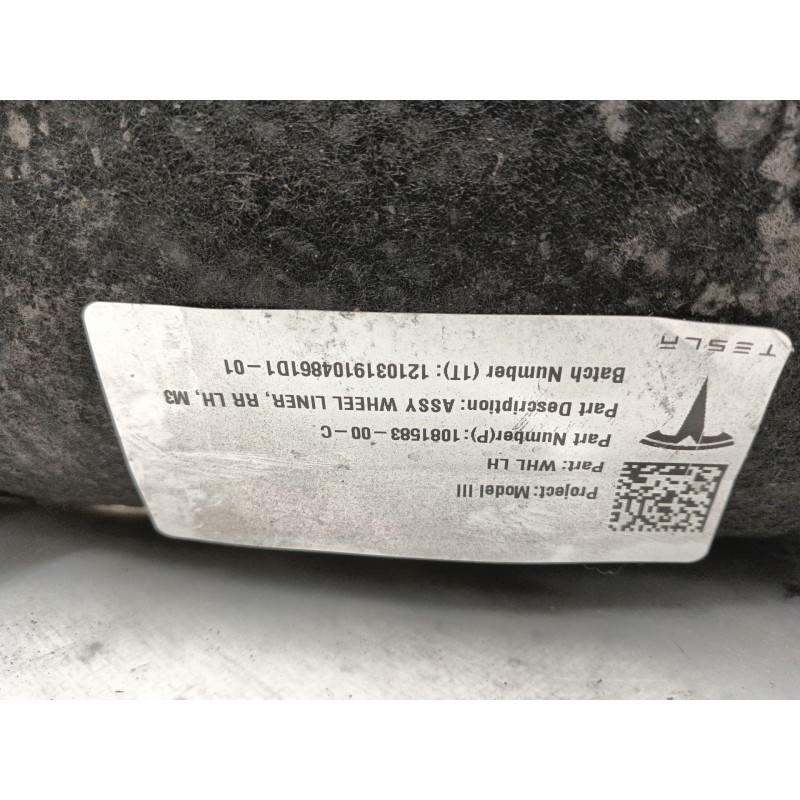 Project: Model III
Part: WHL LH
Part Number(P):1081583-00-C
Part Description: ASSY WHEEL LINER, RR LH, M3
Batch Number (1T): 1210319104861D1-01
TESLA